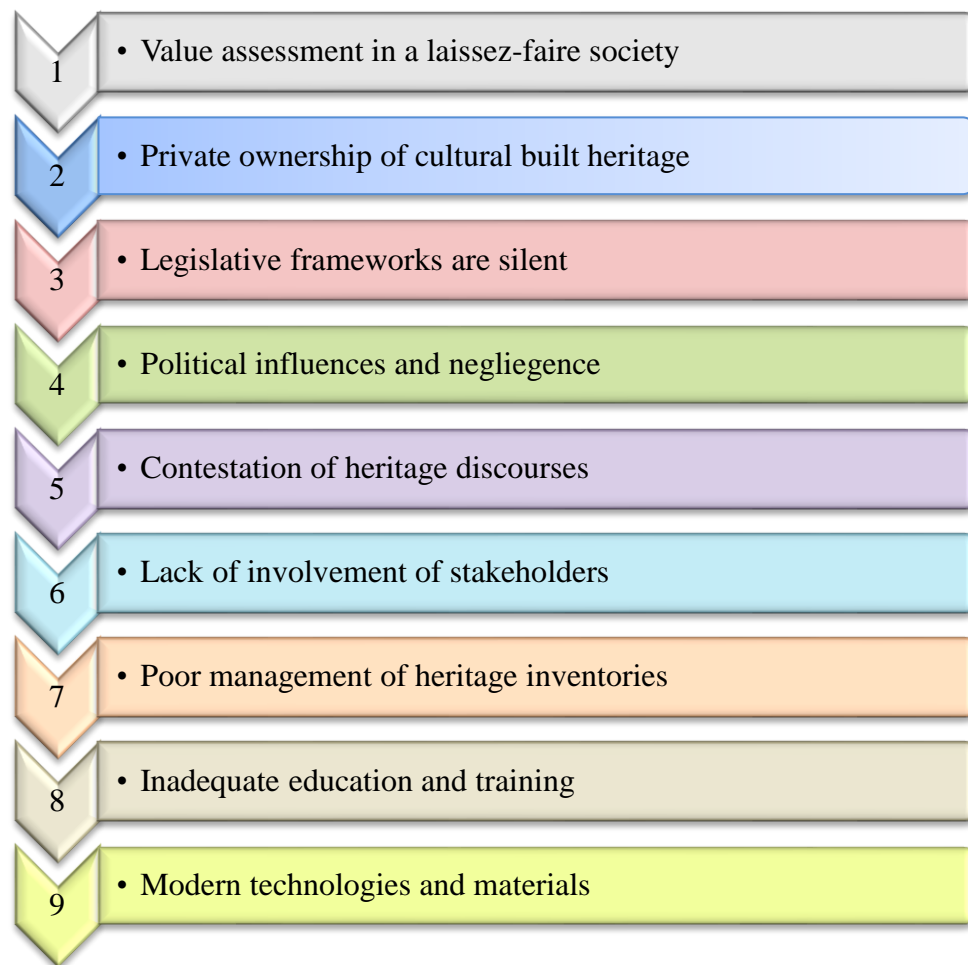 1
• Value assessment in a laissez-faire society
2
• Private ownership of cultural built heritage
3
• Legislative frameworks are silent
4
• Political influences and negliegence
5
• Contestation of heritage discourses
6
• Lack of involvement of stakeholders
7
• Poor management of heritage inventories
8
• Inadequate education and training
9
• Modern technologies and materials